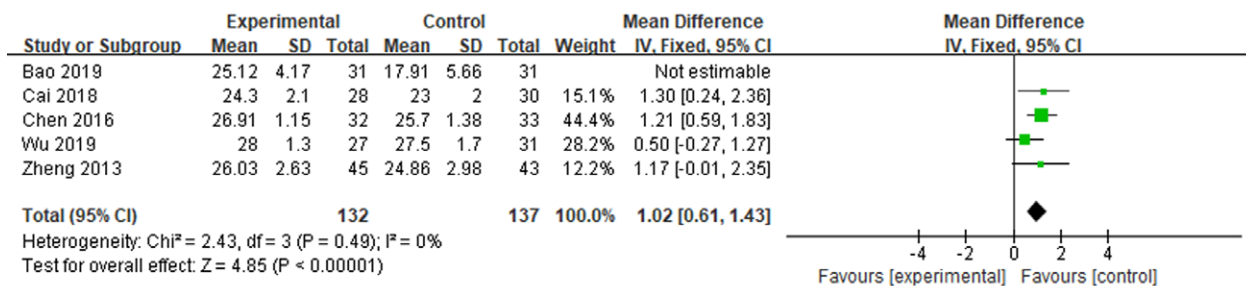 Experimental Control Mean Difference Mean Difference
Study or Subgroup Mean SD Total Mean SD Total Weight IV, Fixed, 95% CI IV, Fixed, 95% CI
Bao 2019 25.12 4.17 31 17.91 5.66 31 Not estimable
Cai 2018 24.3 2.1 28 23 2 30 15.1% 1.30 [0.24, 2.36]
Chen 2016 26.91 1.15 32 25.7 1.38 33 44.4% 1.21 [0.59, 1.83]
Wu 2019 28 1.3 27 27.5 1.7 31 28.2% 0.50 [-0.27, 1.27]
Zheng 2013 26.03 2.63 45 24.86 2.98 43 12.2% 1.17 [-0.01, 2.35]
Total (95% CI) 132 137 100.0% 1.02 [0.61, 1.43]
Heterogeneity: Chi² = 2.43, df = 3 (P = 0.49); I² = 0%
Test for overall effect: Z = 4.85 (P < 0.00001)
-4 -2 0 2 4
Favours [experimental] Favours [control]